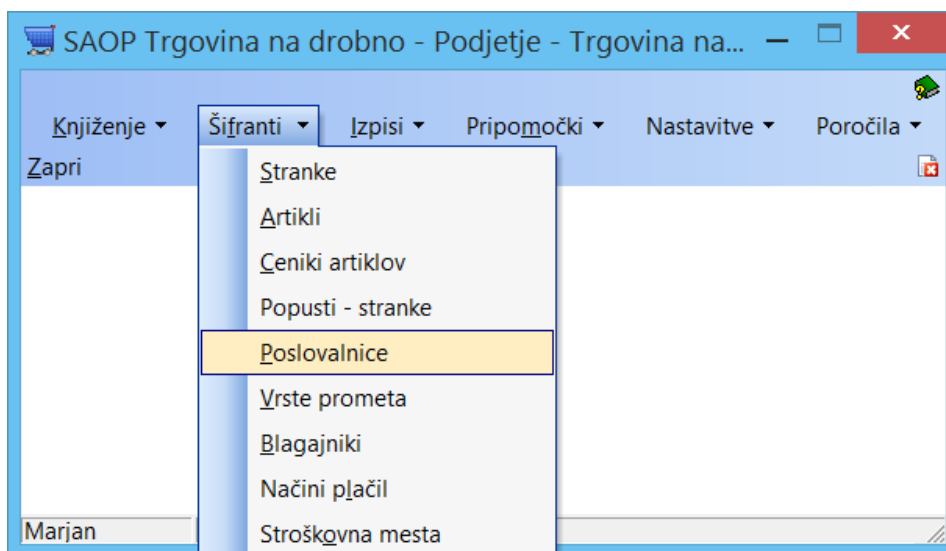 SAOP Trgovina na drobno - Podjetje - Trgovina na...
Knjiženje Šifranti Izpisi Pripomočki Nastavitve Poročila
Zapri
Stranke
Artikli
Ceniki artiklov
Popusti - stranke
Poslovalnice
Vrste prometa
Blagajniki
Načini plačil
Stroškovna mesta
Marjan